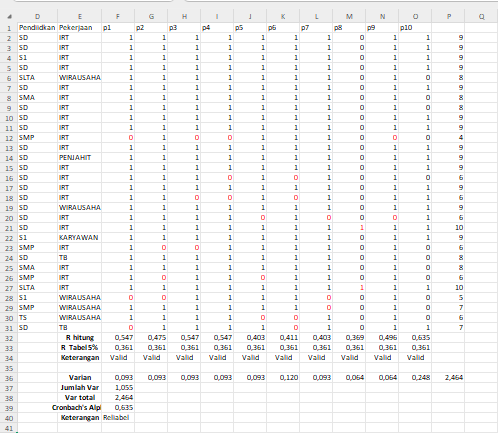 D E F G H I J K L M N O P Q
1 Pendiidkan Pekerjaan p1 p2 p3 p4 p5 p6 p7 p8 p9 p10
2 SD IRT 1 1 1 1 1 1 1 0 1 1 9
3 SD IRT 1 1 1 1 1 1 1 0 1 1 9
4 S1 IRT 1 1 1 1 1 1 1 0 1 1 9
5 SD IRT 1 1 1 1 1 1 1 0 1 1 9
6 SLTA WIRAUSAHA 1 1 1 1 1 1 1 0 1 0 8
7 SD IRT 1 1 1 1 1 1 1 0 1 1 9
8 SMA IRT 1 1 1 1 1 1 1 0 1 0 8
9 SD IRT 1 1 1 1 1 1 1 0 1 0 8
10 SD IRT 1 1 1 1 1 1 1 0 1 0 8
11 SD IRT 1 1 1 1 1 1 1 0 1 1 9
12 SMP IRT 0 1 0 0 1 1 1 0 0 0 4
13 SD IRT 1 1 1 1 1 1 1 0 1 1 9
14 SD PENJAHIT 1 1 1 1 1 1 1 0 1 1 9
15 SD IRT 1 1 1 1 1 1 1 0 1 1 9
16 SD IRT 1 1 1 0 1 0 1 0 1 0 6
17 SD IRT 1 1 1 1 1 1 1 0 1 1 9
18 SD IRT 1 1 0 0 1 0 1 0 1 1 6
19 SD WIRAUSAHA 1 1 1 1 1 1 1 0 1 1 9
20 SD IRT 1 1 1 1 0 1 0 0 0 1 6
21 SD IRT 1 1 1 1 1 1 1 1 1 1 10
22 S1 KARYAWAN 1 1 1 1 1 1 1 0 1 1 9
23 SMP IRT 1 0 0 1 1 1 1 0 1 0 6
24 SD TB 1 1 1 1 1 1 1 0 1 0 8
25 SMA IRT 1 1 1 1 1 1 1 0 1 0 8
26 SMP IRT 1 0 1 1 0 1 1 0 1 0 6
27 SLTA IRT 1 1 1 1 1 1 1 1 1 1 10
28 S1 WIRAUSAHA 0 0 1 1 1 1 0 0 1 0 5
29 SMP WIRAUSAHA 1 1 1 1 1 1 0 0 1 0 7
30 TS WIRAUSAHA 1 1 1 1 0 0 1 0 1 0 6
31 SD TB 0 1 1 1 1 0 1 0 1 1 7
32 R hitung 0,547 0,475 0,547 0,547 0,403 0,411 0,403 0,369 0,496 0,635
33 R Tabel 5% 0,361 0,361 0,361 0,361 0,361 0,361 0,361 0,361 0,361 0,361
34 Keterangan Valid Valid Valid Valid Valid Valid Valid Valid Valid Valid
35
36 Varian 0,093 0,093 0,093 0,093 0,093 0,120 0,093 0,064 0,064 0,248 2,464
37 Jumlah Var 1,055
38 Var total 2,464
39 Cronbach's Alp 0,635
40 Keterangan Reliabel
41